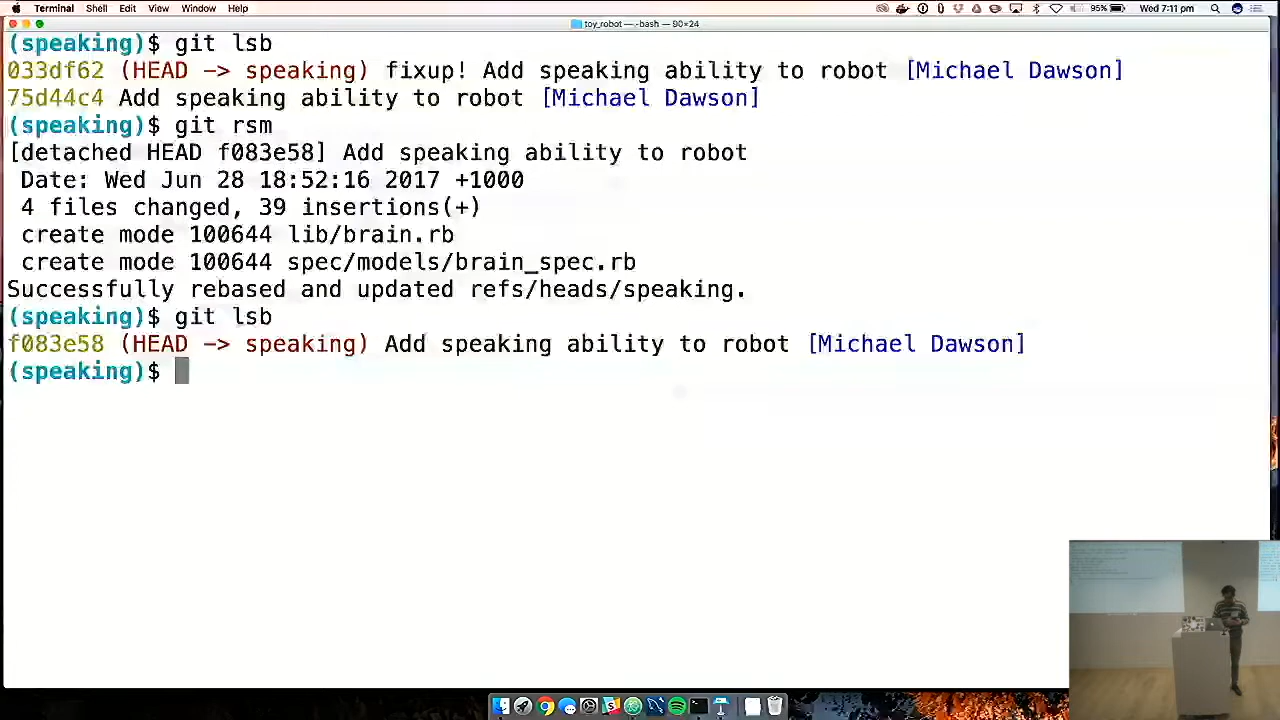 Terminal Shell Edit View Window Help 95% Wed 7:11 pm
toy_robot — -bash — 90×24
(speaking)$ git lsb
033df62 (HEAD -> speaking) fixup! Add speaking ability to robot [Michael Dawson]
75d44c4 Add speaking ability to robot [Michael Dawson]
(speaking)$ git rsm
[detached HEAD f083e58] Add speaking ability to robot
Date: Wed Jun 28 18:52:16 2017 +1000
4 files changed, 39 insertions(+)
create mode 100644 lib/brain.rb
create mode 100644 spec/models/brain_spec.rb
Successfully rebased and updated refs/heads/speaking.
(speaking)$ git lsb
f083e58 (HEAD -> speaking) Add speaking ability to robot [Michael Dawson]
(speaking)$